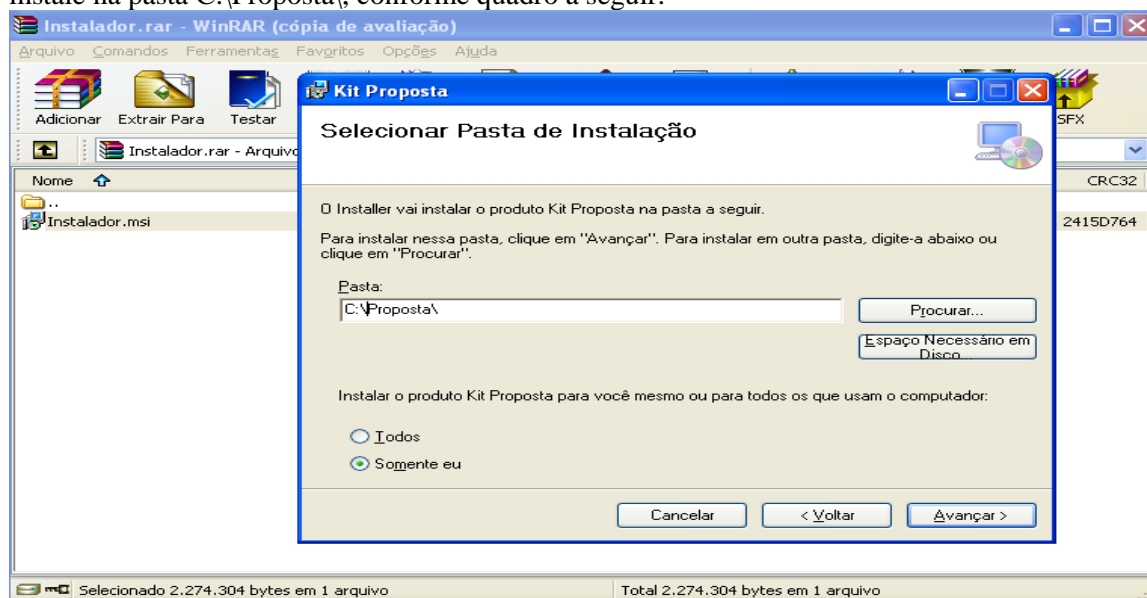 instale na pasta C:\Proposta\, conforme quadro a seguir:
Instalador.rar - WinRAR (cópia de avaliação)
Arquivo Comandos Ferramentas Favoritos Opções Ajuda
Adicionar Extrair Para Testar SFX
Instalador.rar - Arquivo
Nome CRC32
..
Instalador.msi 2415D764
Kit Proposta
Selecionar Pasta de Instalação
O Installer vai instalar o produto Kit Proposta na pasta a seguir.
Para instalar nessa pasta, clique em "Avançar". Para instalar em outra pasta, digite-a abaixo ou
clique em "Procurar".
Pasta:
C:\Proposta\
Procurar...
Espaço Necessário em
Disco...
Instalar o produto Kit Proposta para você mesmo ou para todos os que usam o computador:
Todos
Somente eu
Cancelar < Voltar Avançar >
Selecionado 2.274.304 bytes em 1 arquivo Total 2.274.304 bytes em 1 arquivo